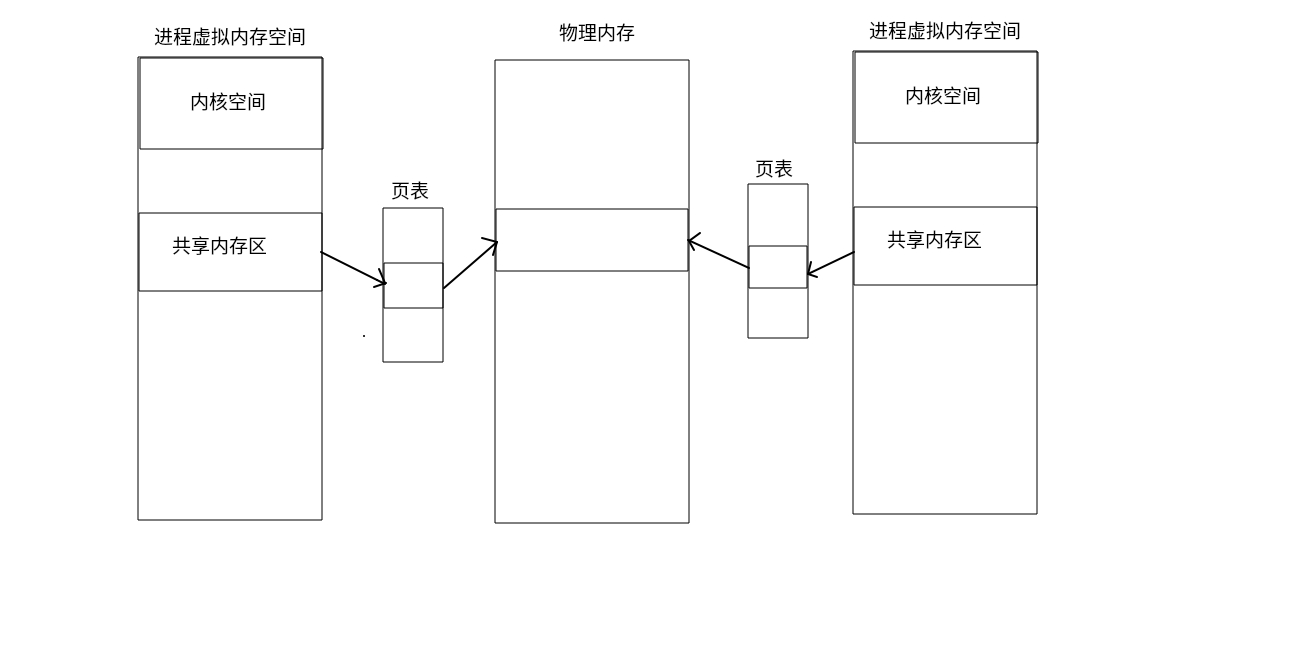 进程虚拟内存空间
内核空间
共享内存区
页表
物理内存
页表
进程虚拟内存空间
内核空间
共享内存区